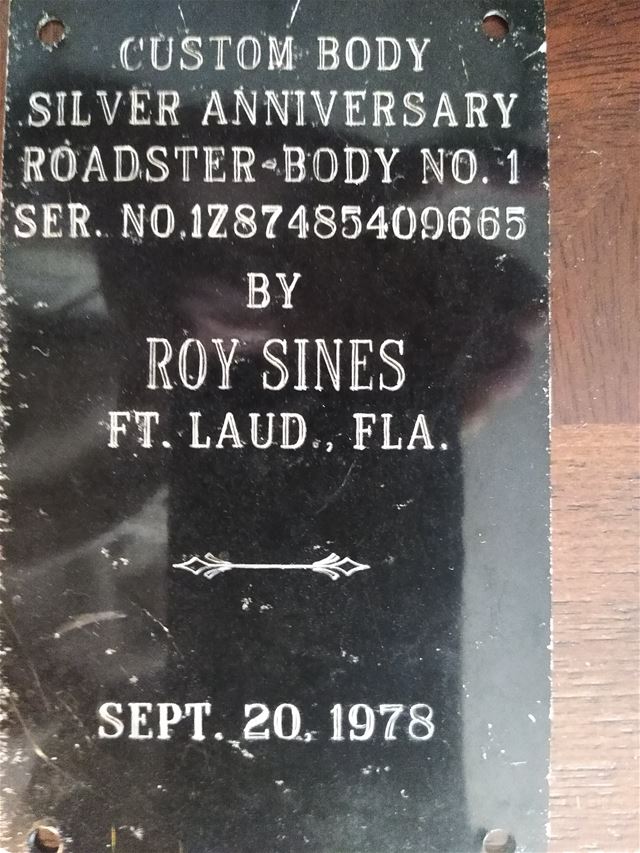 CUSTOM BODY
SILVER ANNIVERSARY
ROADSTER-BODY NO. 1
SER. NO.1Z87485409665
BY
ROY SINES
FT. LAUD., FLA.
SEPT. 20, 1978